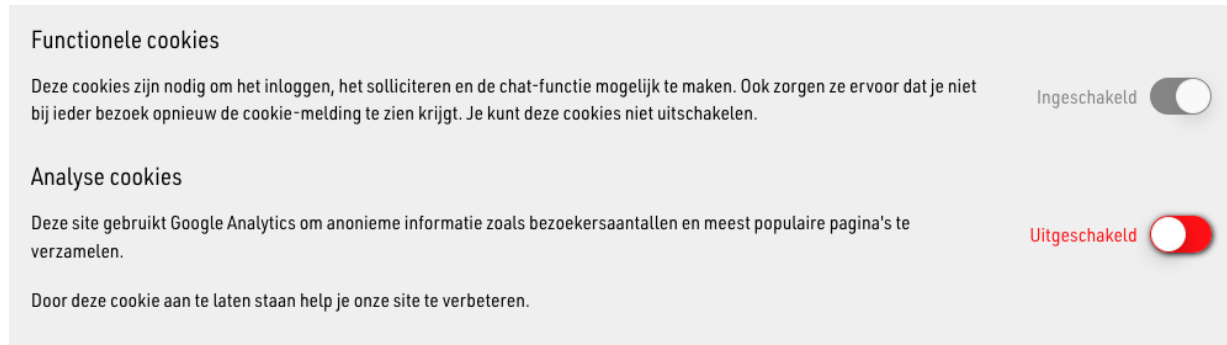 Functionele cookies
Deze cookies zijn nodig om het inloggen, het solliciteren en de chat-functie mogelijk te maken. Ook zorgen ze ervoor dat je niet
bij ieder bezoek opnieuw de cookie-melding te zien krijgt. Je kunt deze cookies niet uitschakelen.
Ingeschakeld
Analyse cookies
Deze site gebruikt Google Analytics om anonieme informatie zoals bezoekersaantallen en meest populaire pagina's te
verzamelen.
Uitgeschakeld
Door deze cookie aan te laten staan help je onze site te verbeteren.